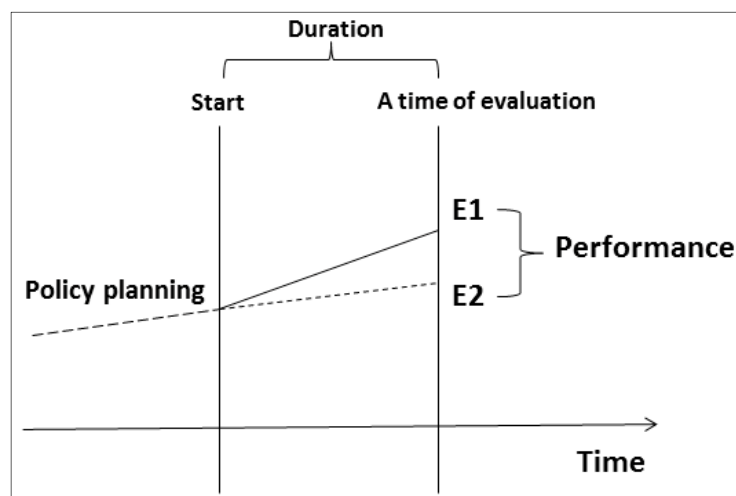 Duration
Start
A time of evaluation
E1
Performance
Policy planning
E2
Time